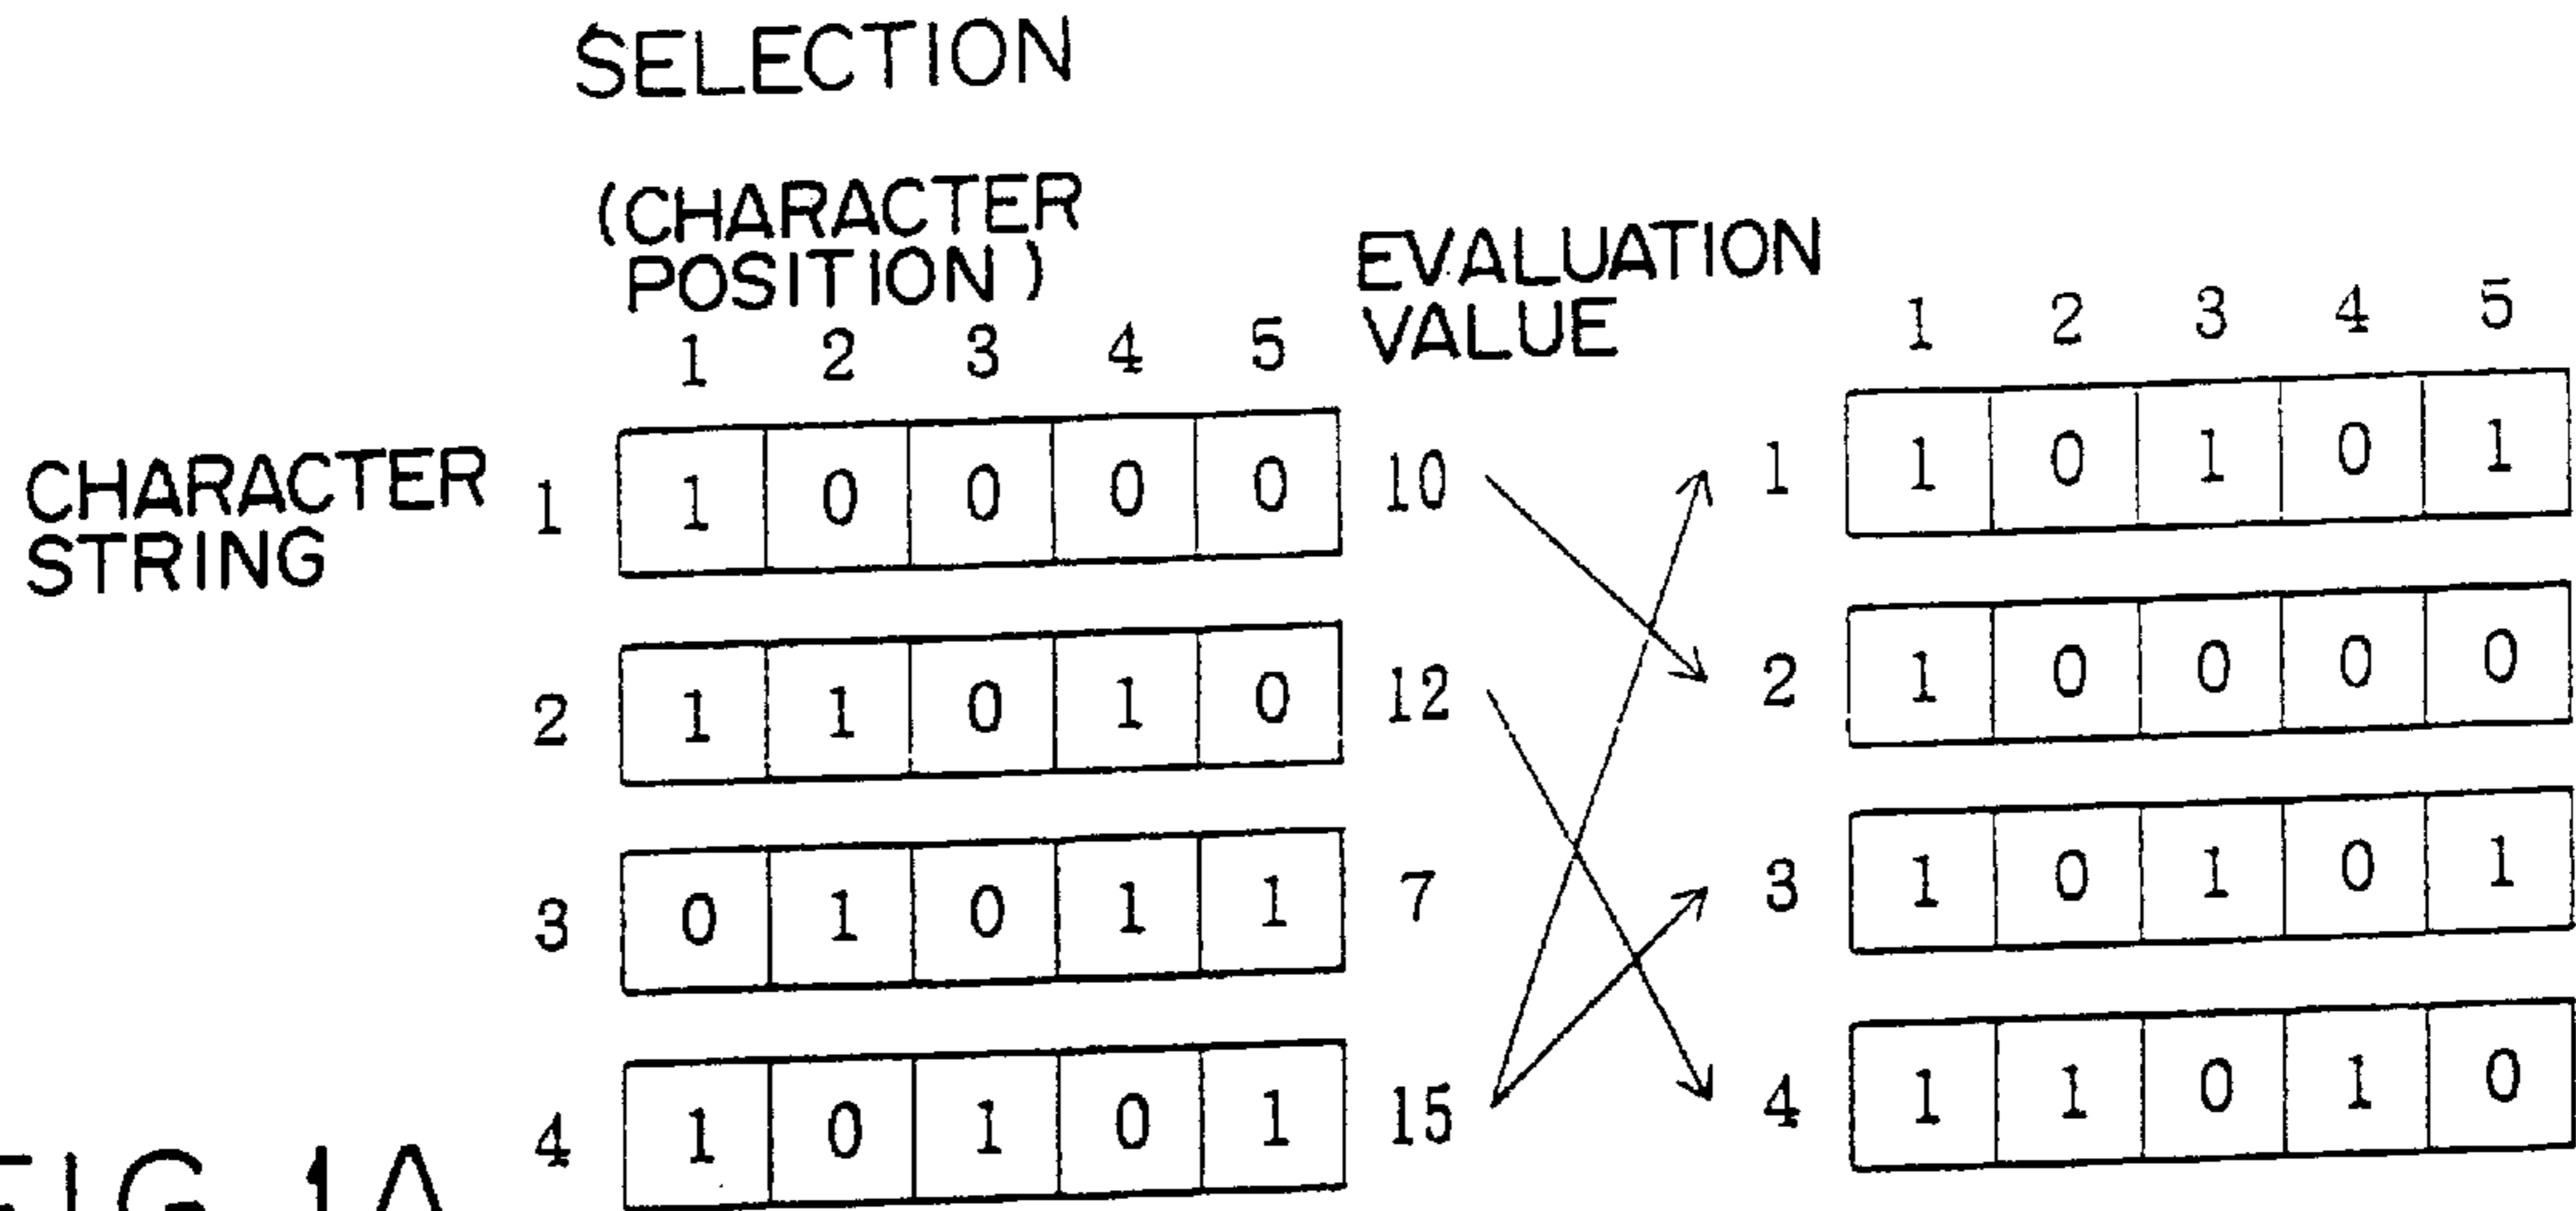 SELECTION
(CHARACTER
POSITION)
EVALUATION
VALUE
1 2 3 4 5
1 2 3 4 5
CHARACTER
STRING
1 1 0 0 0 0 10 1 1 0 1 0 1
2 1 1 0 1 0 12 2 1 0 0 0 0
3 0 1 0 1 1 7 3 1 0 1 0 1
4 1 0 1 0 1 15 4 1 1 0 1 0
FIG. 1A